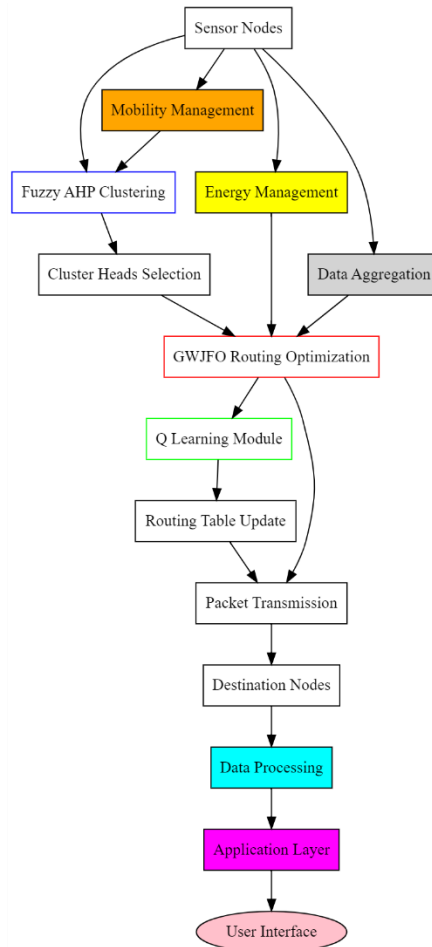 Sensor Nodes
Mobility Management
Fuzzy AHP Clustering
Energy Management
Cluster Heads Selection
Data Aggregation
GWJFO Routing Optimization
Q Learning Module
Routing Table Update
Packet Transmission
Destination Nodes
Data Processing
Application Layer
User Interface